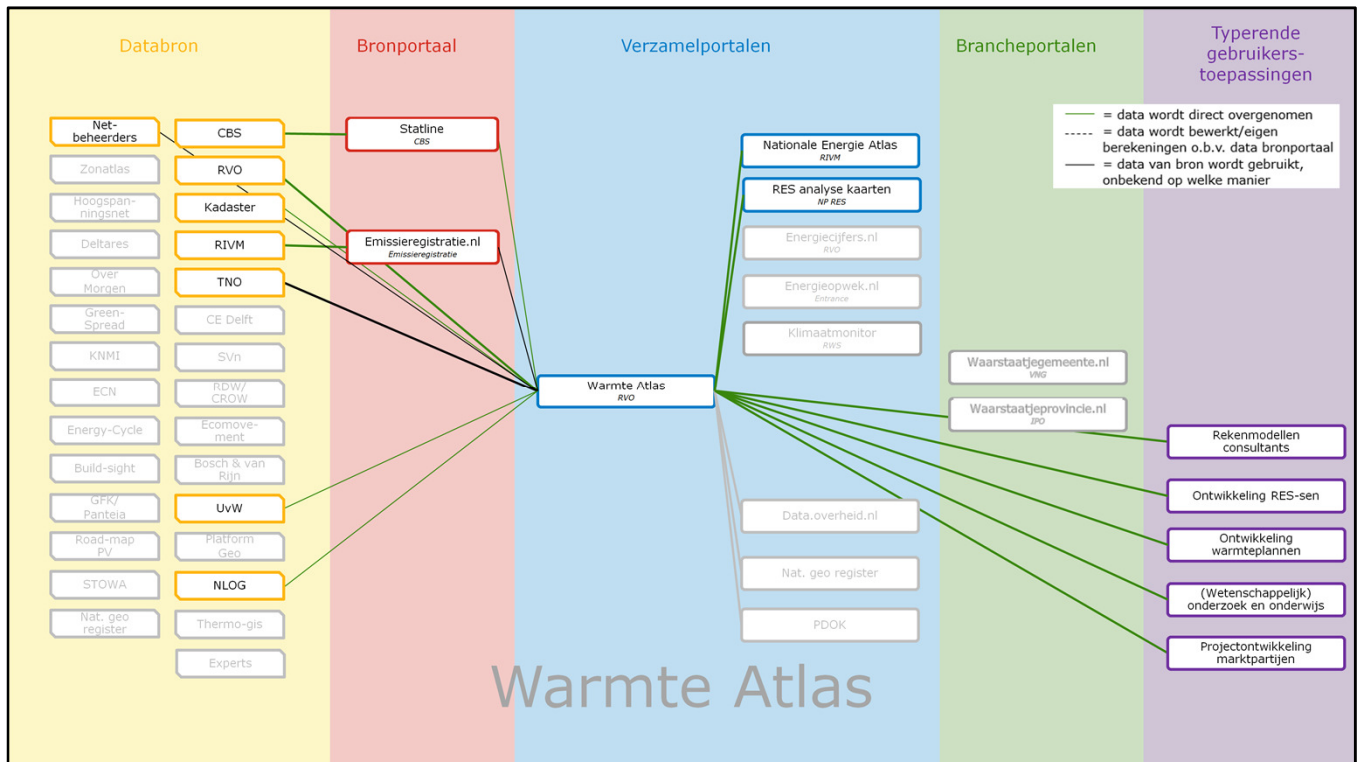 Databron
Bronportaal
Verzamelportalen
Brancheportalen
Typerende
gebruikers-
toepassingen
Net-
beheerders
Zonatlas
Hoogspan-
ningsnet
Deltares
Over
Morgen
Green-
Spread
KNMI
ECN
Energy-Cycle
Build-sight
GFK/
Panteia
Road-map
PV
STOWA
Nat. geo
register
CBS
RVO
Kadaster
RIVM
TNO
CE Delft
SVn
RDW/
CROW
Ecomove-
ment
Bosch & van
Rijn
UvW
Platform
Geo
NLOG
Thermo-gis
Experts
Statline
CBS
Emissieregistratie.nl
Emissieregistratie
Warmte Atlas
RVO
Nationale Energie Atlas
RIVM
RES analyse kaarten
NP RES
Energiecijfers.nl
RVO
Energieopwek.nl
Entrance
Klimaatmonitor
RWS
Data.overheid.nl
Nat. geo register
PDOK
Waarstaatjegemeente.nl
VNG
Waarstaatjeprovincie.nl
IPO
= data wordt direct overgenomen
= data wordt bewerkt/eigen
berekeningen o.b.v. data bronportaal
= data van bron wordt gebruikt,
onbekend op welke manier
Rekenmodellen
consultants
Ontwikkeling RES-sen
Ontwikkeling
warmteplannen
(Wetenschappelijk)
onderzoek en onderwijs
Projectontwikkeling
marktpartijen
Warmte Atlas